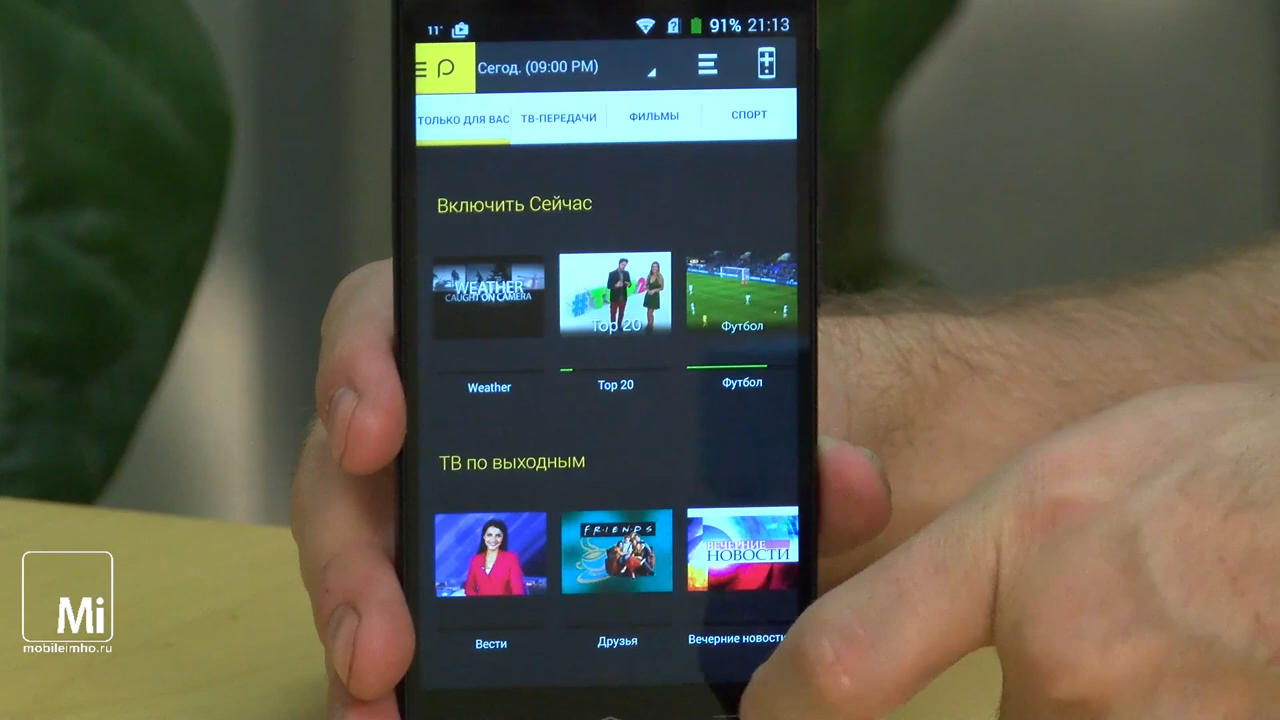 11°
91% 21:13
Сегод. (09:00 PM)
ТОЛЬКО ДЛЯ ВАС
ТВ-ПЕРЕДАЧИ
ФИЛЬМЫ
СПОРТ
Включить Сейчас
WEATHER
CAUGHT ON CAMERA
Top 20
Футбол
Weather
Top 20
Футбол
ТВ по выходным
FRIENDS
ВЕЧЕРНИЕ
НОВОСТИ
Вести
Друзья
Вечерние новости
Mi
mobileimho.ru